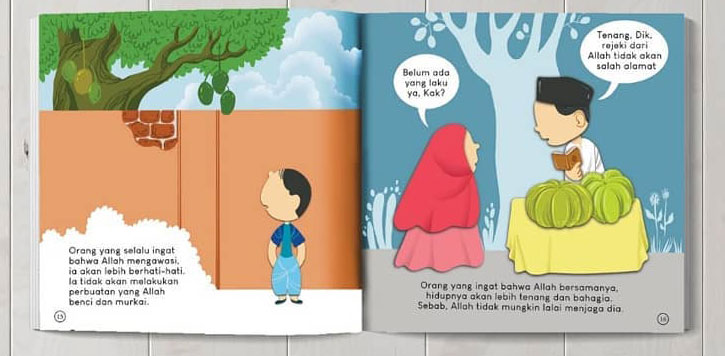 Orang yang selalu ingat
bahwa Allah mengawasi,
ia akan lebih berhati-hati.
Ia tidak akan melakukan
perbuatan yang Allah
benci dan murkai.
15
Belum ada
yang laku
ya, Kak?
Tenang, Dik,
rejeki dari
Allah tidak akan
salah alamat
Orang yang ingat bahwa Allah bersamanya,
hidupnya akan lebih tenang dan bahagia.
Sebab, Allah tidak mungkin lalai menjaga dia.
16